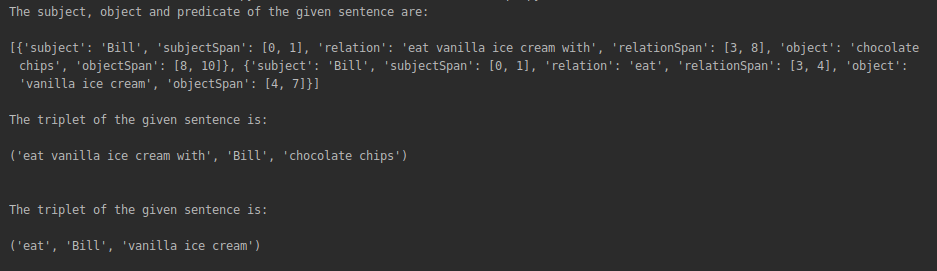 The subject, object and predicate of the given sentence are:
[{'subject': 'Bill', 'subjectSpan': [0, 1], 'relation': 'eat vanilla ice cream with', 'relationSpan': [3, 8], 'object': 'chocolate
chips', 'objectSpan': [8, 10]}, {'subject': 'Bill', 'subjectSpan': [0, 1], 'relation': 'eat', 'relationSpan': [3, 4], 'object':
'vanilla ice cream', 'objectSpan': [4, 7]}]
The triplet of the given sentence is:
('eat vanilla ice cream with', 'Bill', 'chocolate chips')
The triplet of the given sentence is:
('eat', 'Bill', 'vanilla ice cream')